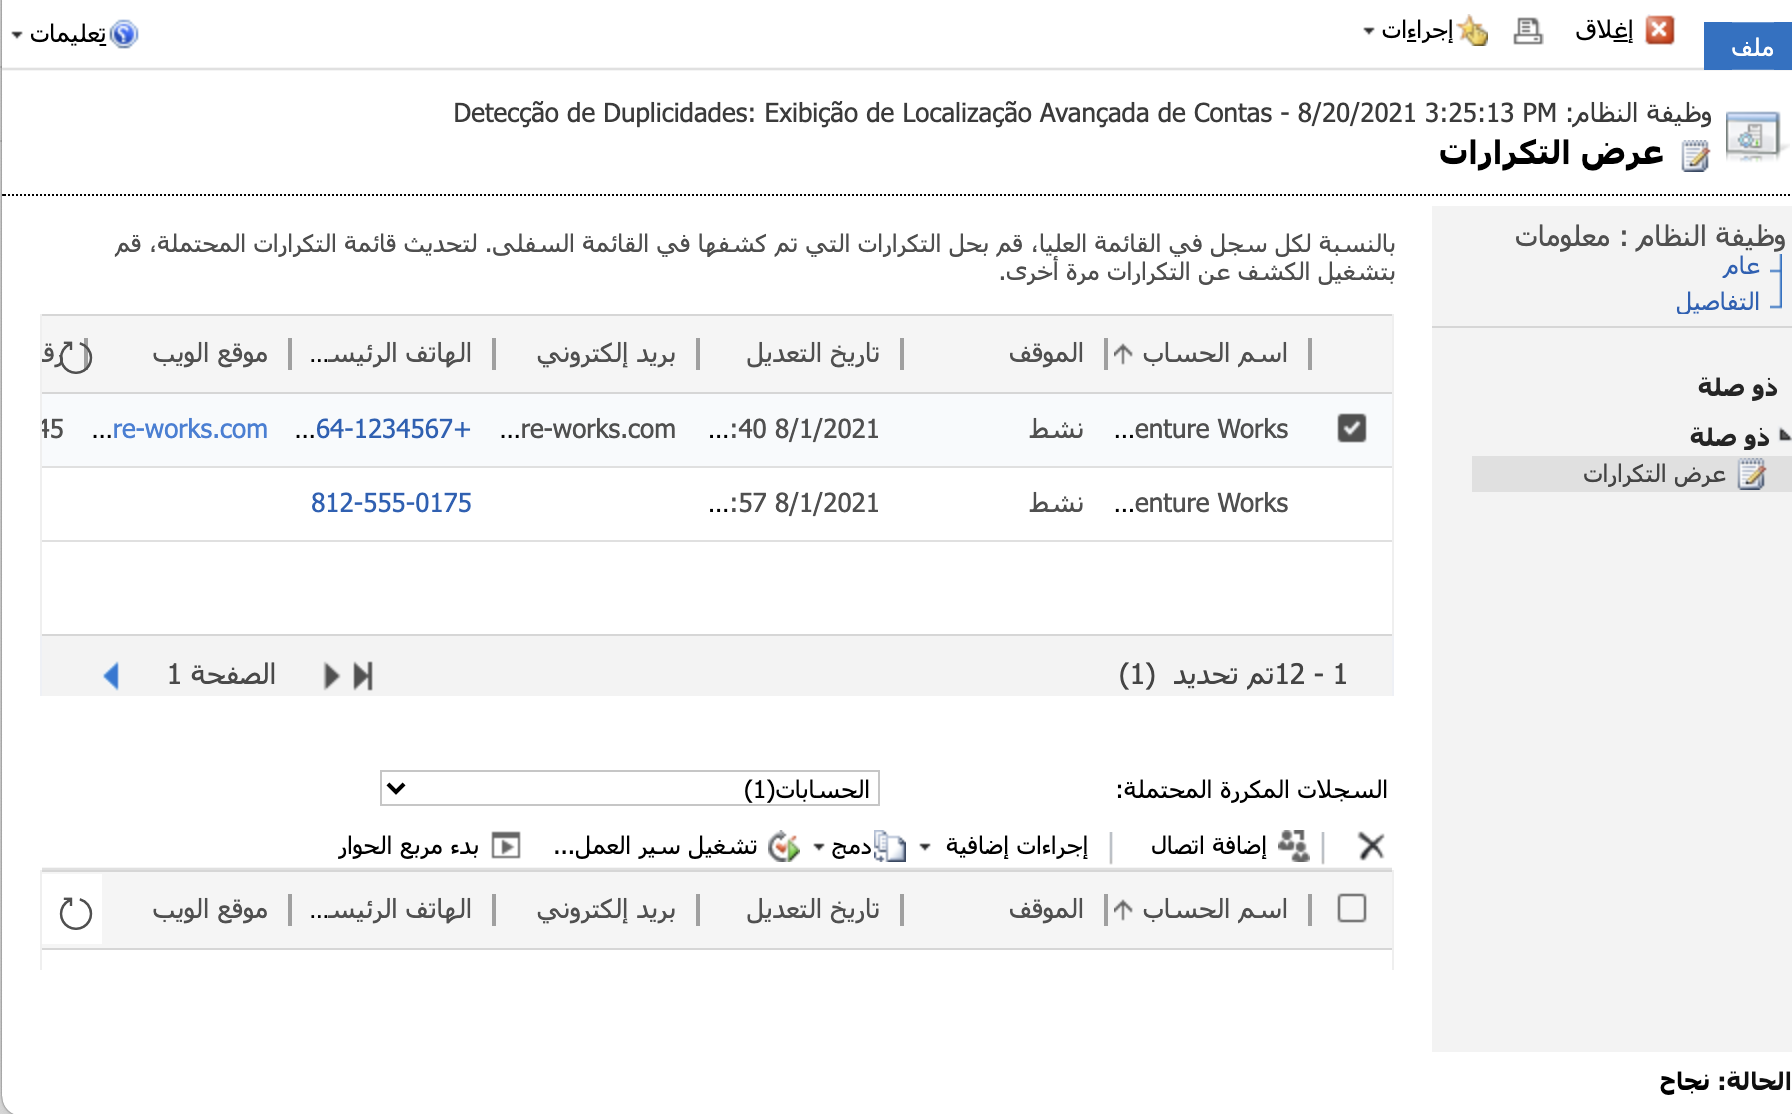 ملف
إغلاق
إجراءات
تعليمات
وظيفة النظام: Detecção de Duplicidades: Exibição de Localização Avançada de Contas - 8/20/2021 3:25:13 PM
عرض التكرارات
وظيفة النظام : معلومات
عام
التفاصيل
ذو صلة
ذو صلة
عرض التكرارات
بالنسبة لكل سجل في القائمة العليا، قم بحل التكرارات التي تم كشفها في القائمة السفلى. لتحديث قائمة التكرارات المحتملة، قم
بتشغيل الكشف عن التكرارات مرة أخرى.
اسم الحساب الموقف تاريخ التعديل بريد إلكتروني الهاتف الرئيسـ... موقع الويب
...enture Works نشط 8/1/2021 40:... ...re-works.com ...64-1234567+ ...re-works.com 45
...enture Works نشط 8/1/2021 57:... 812-555-0175
1 - 12تم تحديد (1)
الصفحة 1
السجلات المكررة المحتملة: الحسابات(1)
إضافة اتصال إجراءات إضافية دمج تشغيل سير العمل... بدء مربع الحوار
اسم الحساب الموقف تاريخ التعديل بريد إلكتروني الهاتف الرئيسـ... موقع الويب
الحالة: نجاح